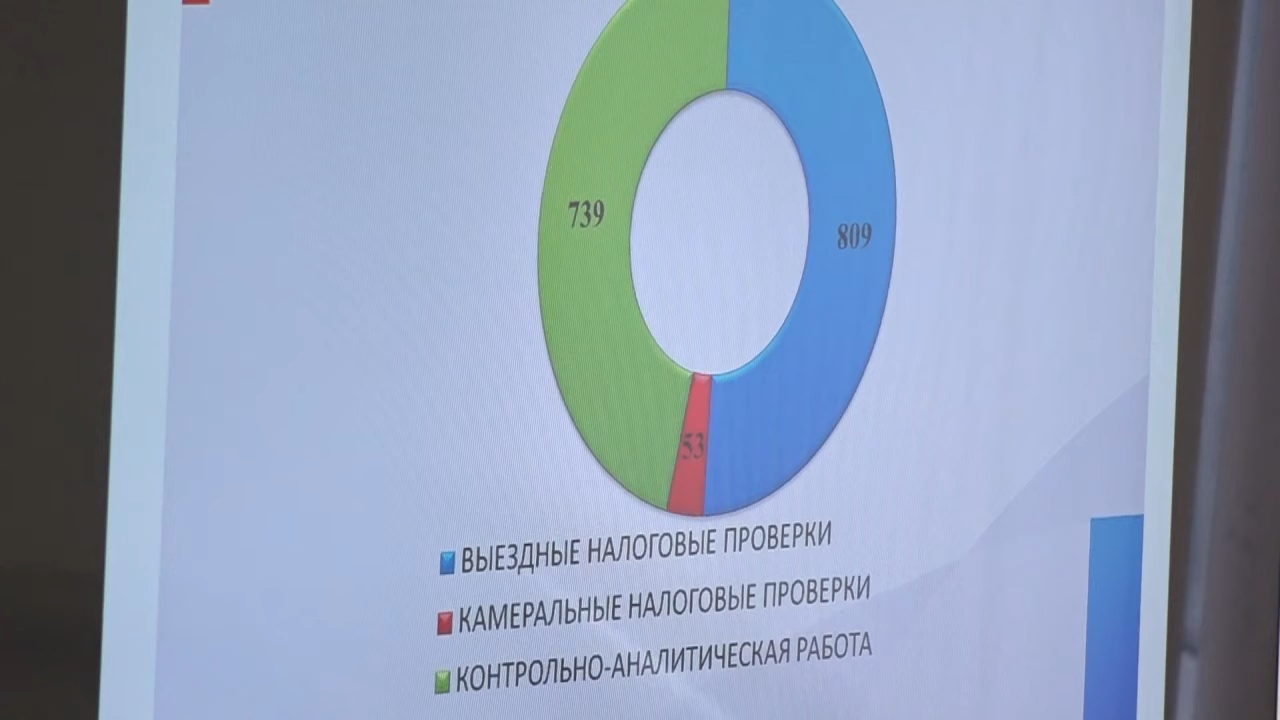 739
809
53
ВЫЕЗДНЫЕ НАЛОГОВЫЕ ПРОВЕРКИ
КАМЕРАЛЬНЫЕ НАЛОГОВЫЕ ПРОВЕРКИ
КОНТРОЛЬНО-АНАЛИТИЧЕСКАЯ РАБОТА